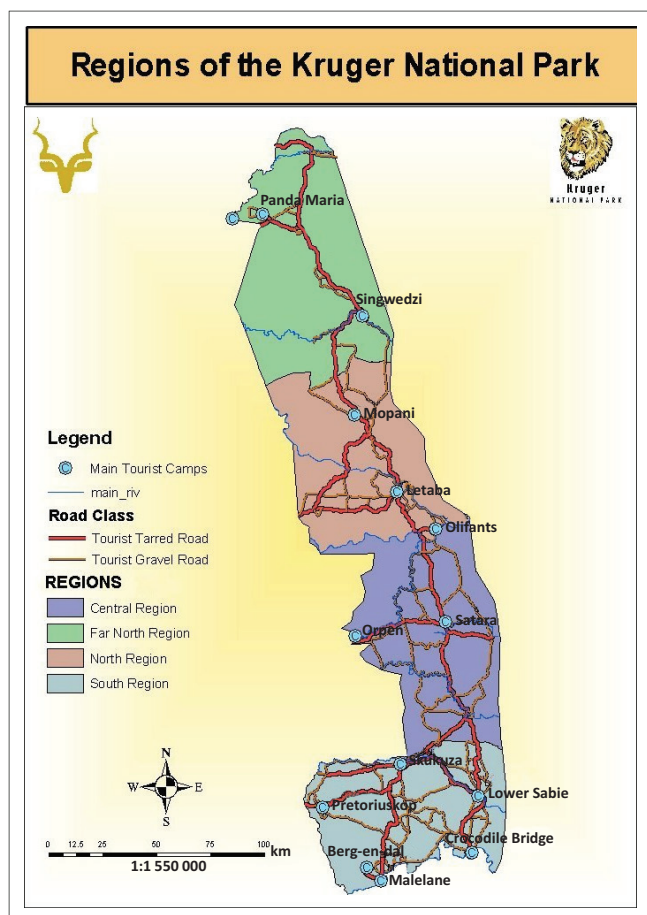 Regions of the Kruger National Park
Kruger
NATIONAL PARK
Panda Maria
Singwedzi
Mopani
Letaba
Olifants
Satara
Orpen
Skukuza
Lower Sabie
Pretoriuskop
Crocodile Bridge
Berg-en-dal
Malelane
Legend
Main Tourist Camps
main_riv
Road Class
Tourist Tarred Road
Tourist Gravel Road
REGIONS
Central Region
Far North Region
North Region
South Region
N
W E
S
0 12.5 25 50 75 100 km
1:1 550 000